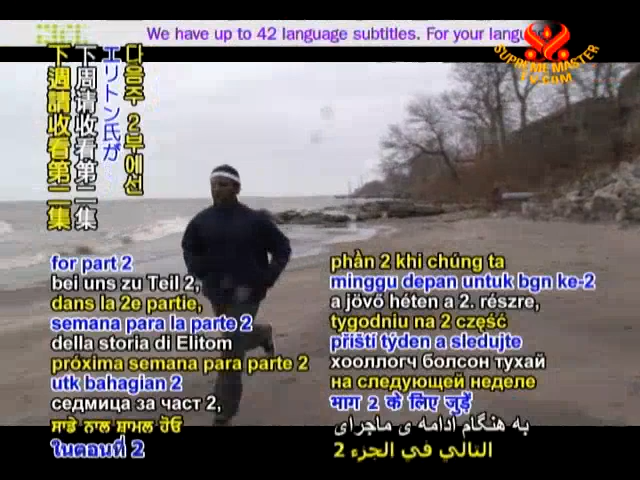 We have up to 42 language subtitles. For your langu
SUPREME MASTER
TV.COM
다음주 2부에선
エリトン氏が
下周请收看第二集
下週請收看第二集
for part 2
bei uns zu Teil 2,
dans la 2e partie,
semana para la parte 2
della storia di Elitom
próxima semana para parte 2
utk bahagian 2
седмица за част 2,
ਸਾਡੇ ਨਾਲ ਸ਼ਾਮਲ ਹੋਓ
ในตอนที่ 2
phần 2 khi chúng ta
minggu depan untuk bgn ke-2
a jövő héten a 2. részre,
tygodniu na 2 część
příští týden a sledujte
хооллогч болсон тухай
на следующей неделе
भाग 2 के लिए जुड़ें
به هنگام ادامه ی ماجرای
التالي في الجزء 2